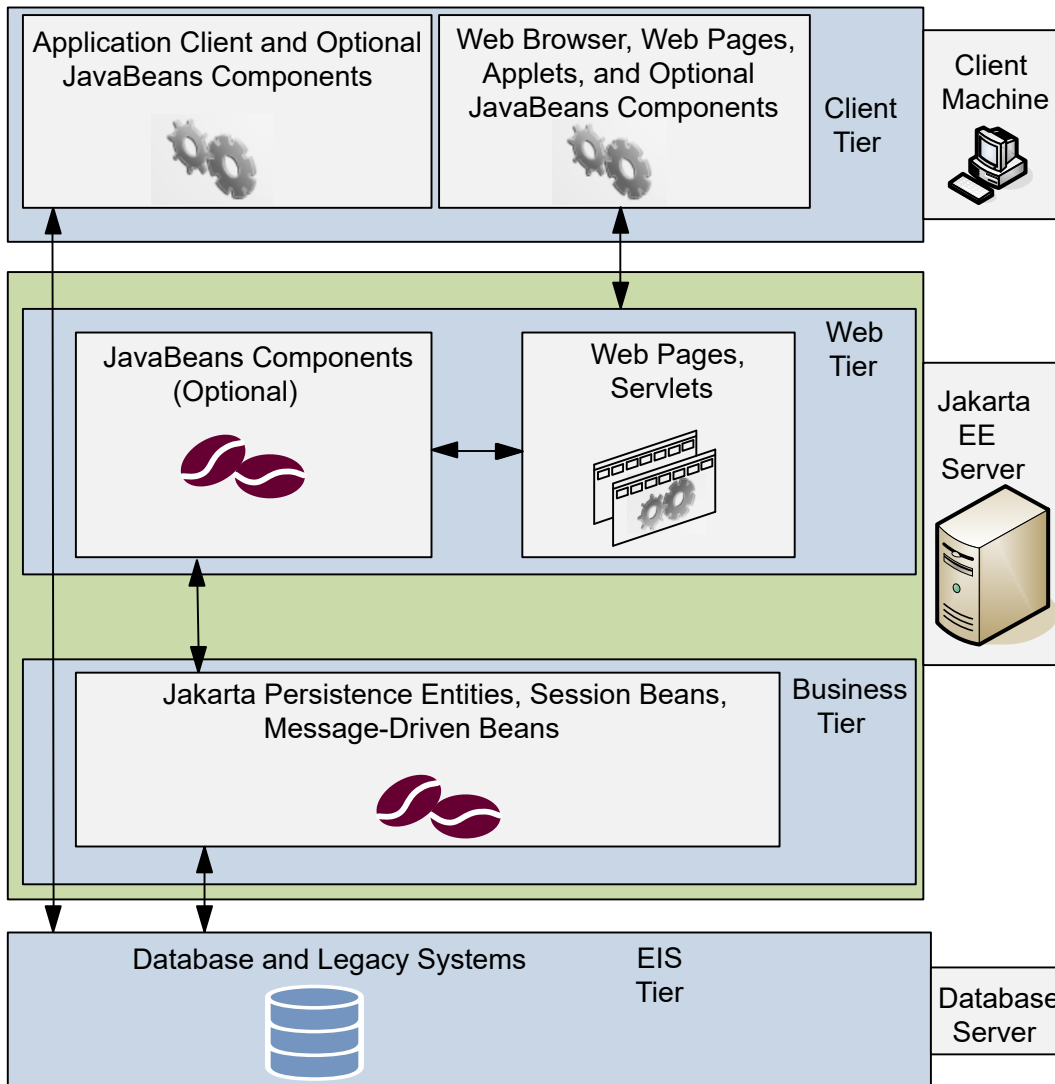 Application Client and Optional
JavaBeans Components
Web Browser, Web Pages,
Applets, and Optional
JavaBeans Components
Client
Tier
Client
Machine
JavaBeans Components
(Optional)
Web Pages,
Servlets
Web
Tier
Jakarta
EE
Server
Jakarta Persistence Entities, Session Beans,
Message-Driven Beans
Business
Tier
Database and Legacy Systems
EIS
Tier
Database
Server